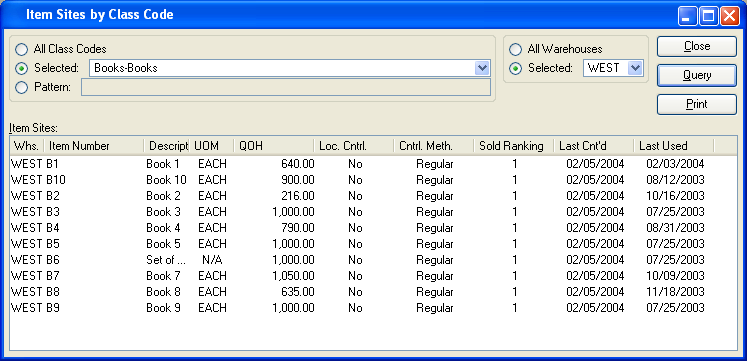 Item Sites by Class Code
All Class Codes
Selected: Books-Books
Pattern:
All Warehouses
Selected: WEST
Close
Query
Print
Item Sites:
Whs. Item Number Descript UOM QOH Loc. Cntrl. Cntrl. Meth. Sold Ranking Last Cnt'd Last Used
WEST B1 Book 1 EACH 640.00 No Regular 1 02/05/2004 02/03/2004
WEST B10 Book 10 EACH 900.00 No Regular 1 02/05/2004 08/12/2003
WEST B2 Book 2 EACH 216.00 No Regular 1 02/05/2004 10/16/2003
WEST B3 Book 3 EACH 1,000.00 No Regular 1 02/05/2004 07/25/2003
WEST B4 Book 4 EACH 790.00 No Regular 1 02/05/2004 08/31/2003
WEST B5 Book 5 EACH 1,000.00 No Regular 1 02/05/2004 07/25/2003
WEST B6 Set of ... N/A 1,000.00 No Regular 1 02/05/2004 07/25/2003
WEST B7 Book 7 EACH 1,050.00 No Regular 1 02/05/2004 10/09/2003
WEST B8 Book 8 EACH 635.00 No Regular 1 02/05/2004 11/18/2003
WEST B9 Book 9 EACH 1,000.00 No Regular 1 02/05/2004 07/25/2003